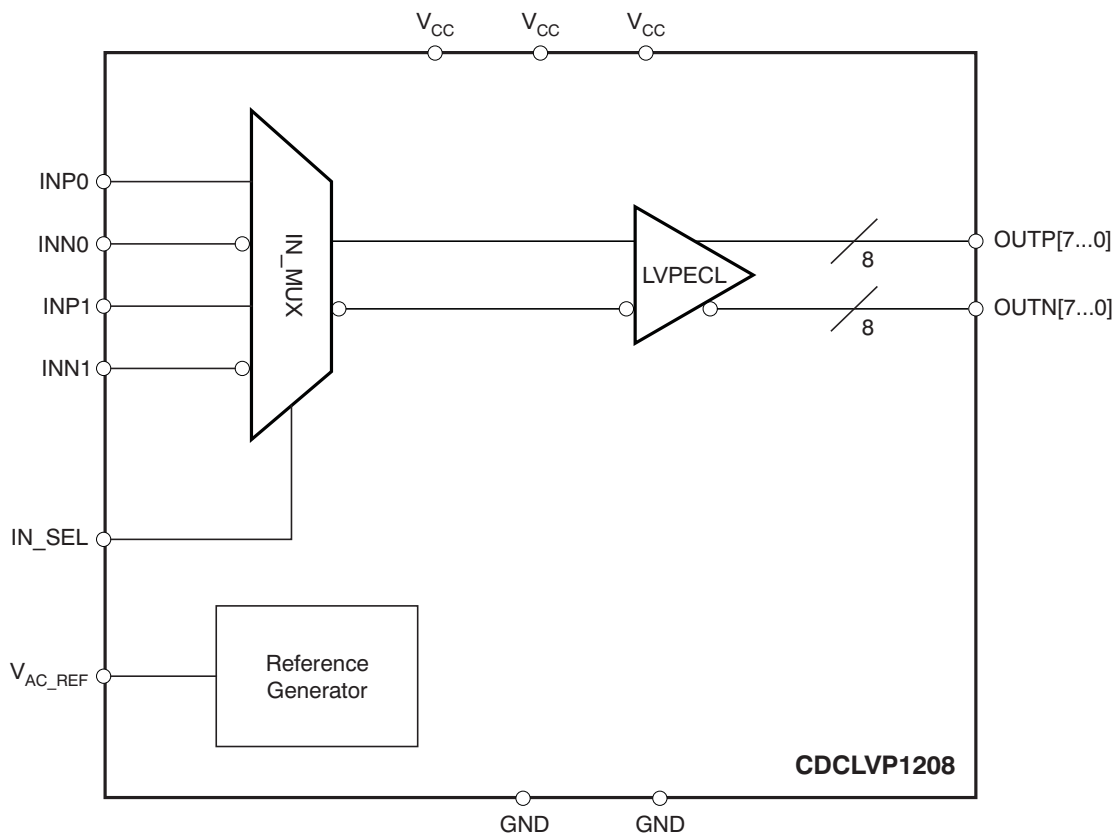 VCC VCC VCC
INP0
INN0
INP1
INN1
IN_MUX
LVPECL
8
OUTP[7...0]
8
OUTN[7...0]
IN_SEL
VAC_REF
Reference
Generator
CDCLVP1208
GND GND